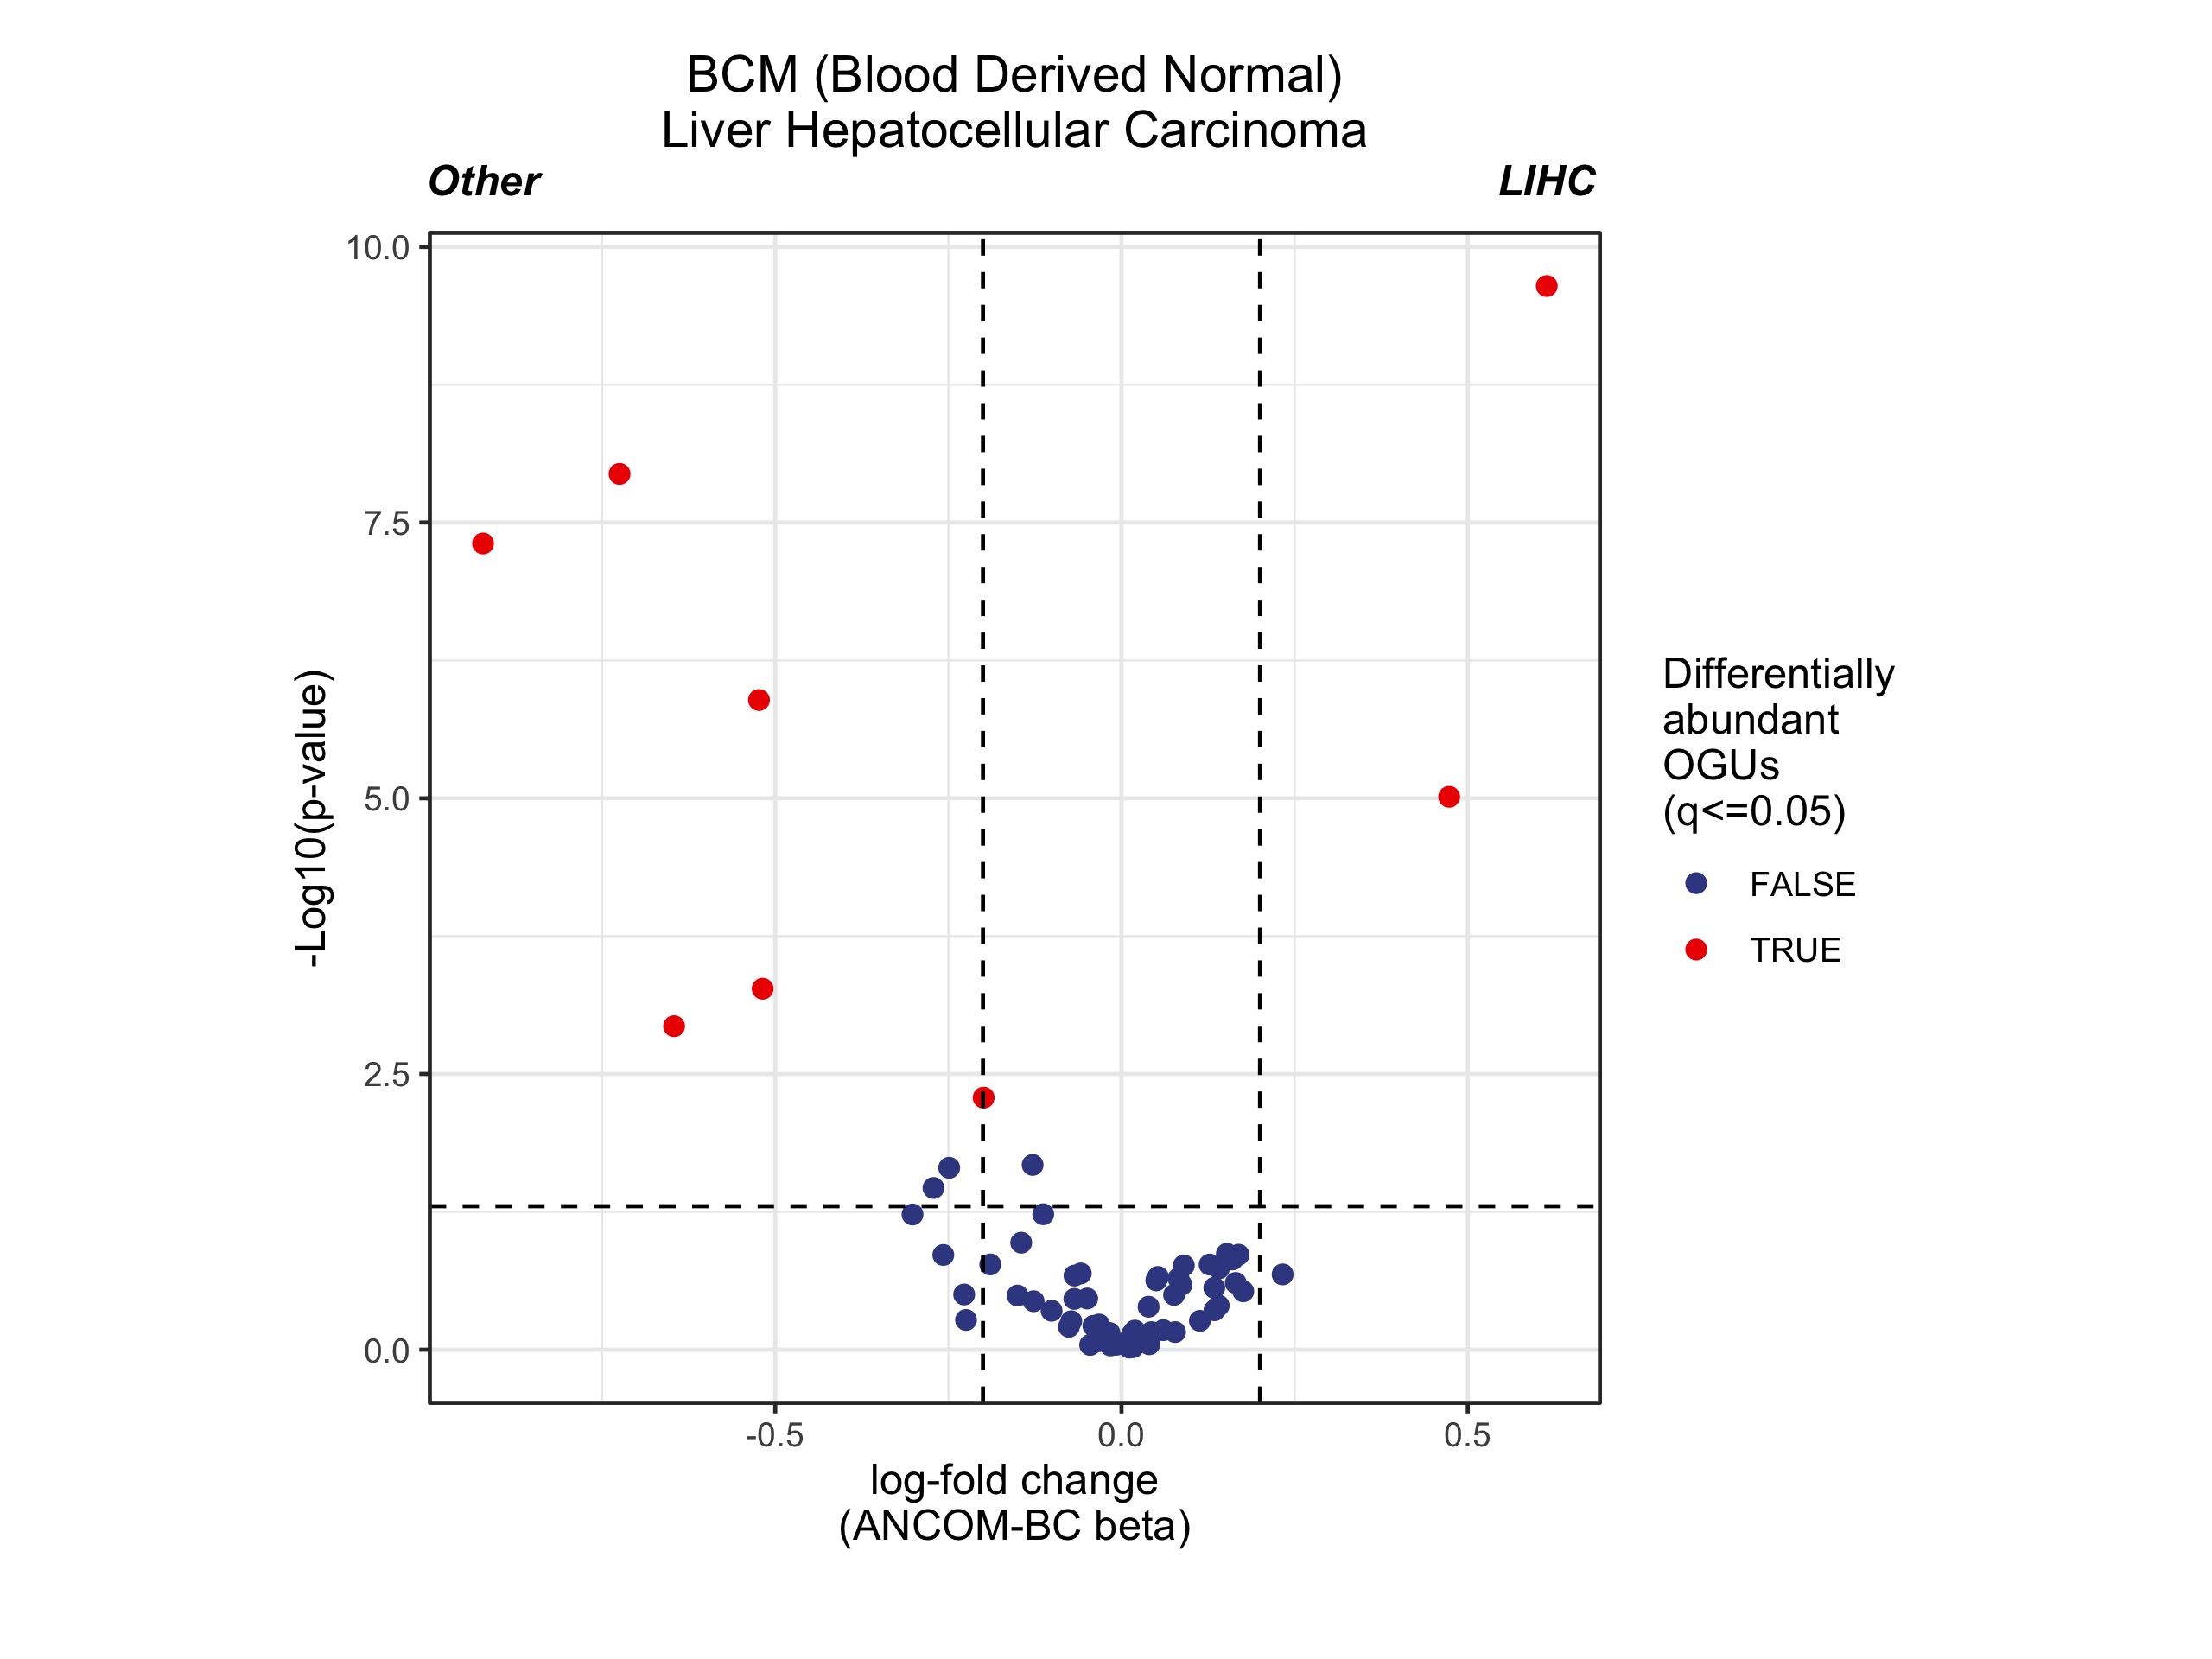 BCM (Blood Derived Normal)
Liver Hepatocellular Carcinoma
Other
LIHC
10.0
7.5
5.0
2.5
0.0
-Log10(p-value)
-0.5
0.0
0.5
log-fold change
(ANCOM-BC beta)
Differentially
abundant
OGUs
(q<=0.05)
FALSE
TRUE